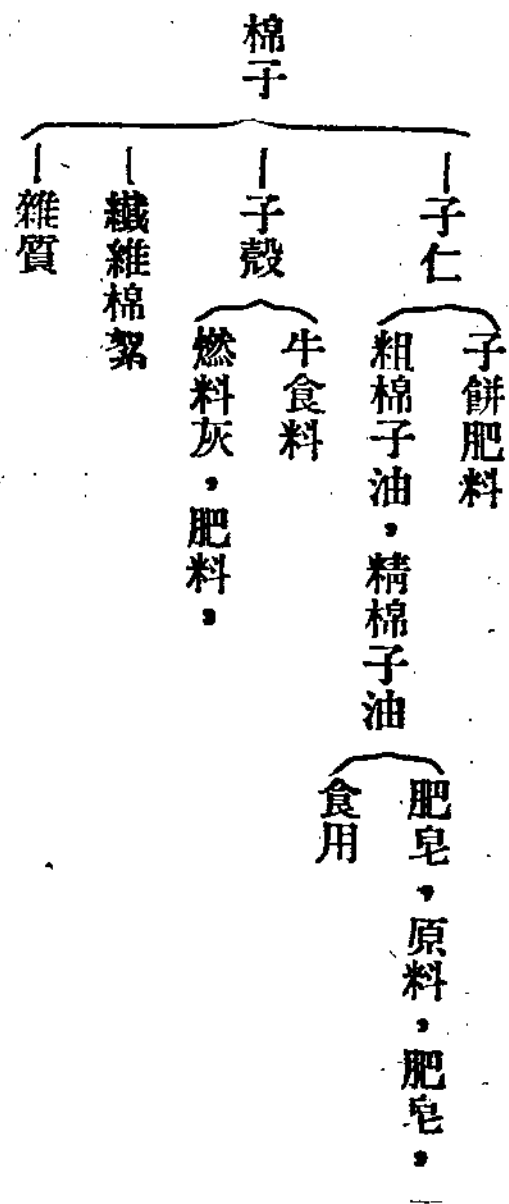 棉子
子仁
子餅肥料
粗棉子油，精棉子油
肥皂，原料，肥皂，
食用
子殼
牛食料
燃料灰，肥料，
纖維棉絮
雜質